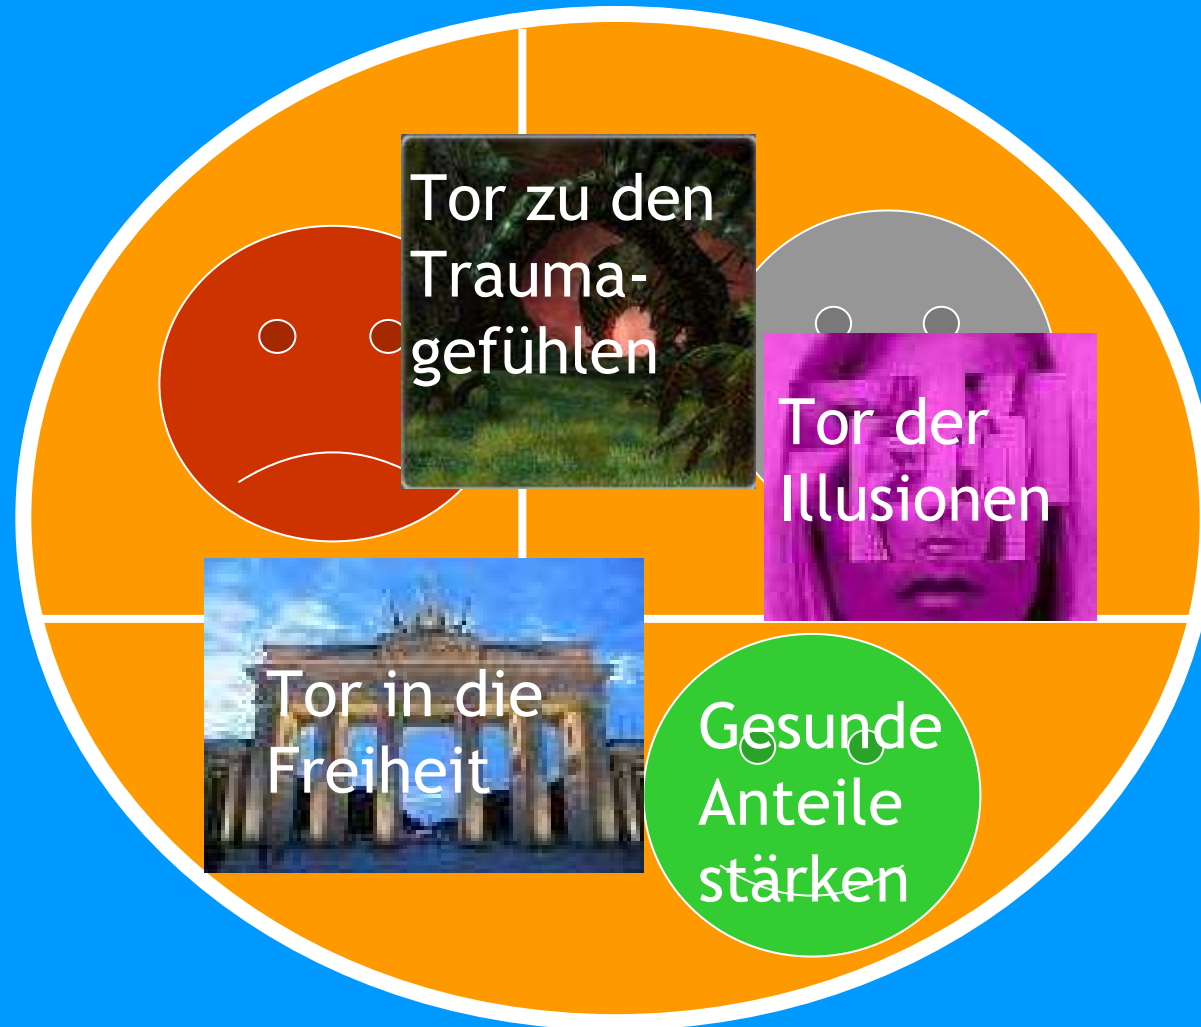 Tor zu den
Trauma-
gefühlen
Tor der
Illusionen
Tor in die
Freiheit
Gesunde
Anteile
stärken